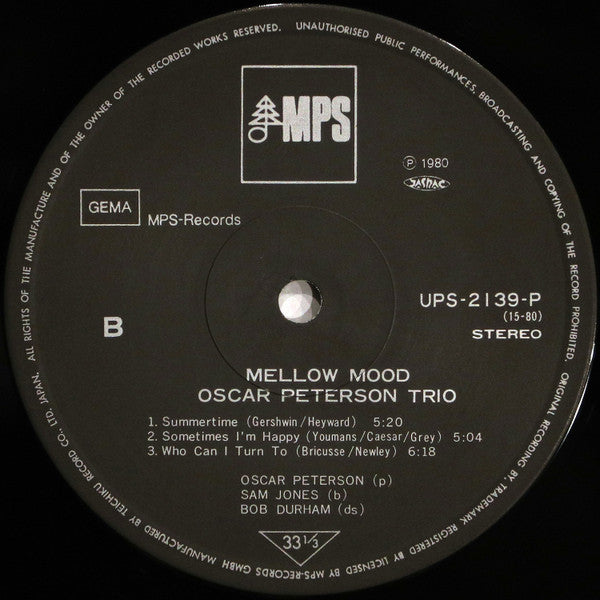 ALL RIGHTS OF THE MANUFACTURE AND OF THE OWNER OF THE RECORDED WORKS RESERVED. UNAUTHORISED PUBLIC PERFORMANCES, BROADCASTING AND COPYING OF THE RECORD PROHIBITED.
MPS
℗ 1980
JASRAC
GEMA
MPS-Records
UPS-2139-P
(15-80)
B
STEREO
MELLOW MOOD
OSCAR PETERSON TRIO
1. Summertime (Gershwin/Heyward) 5:20
2. Sometimes I'm Happy (Youmans/Caesar/Grey) 5:04
3. Who Can I Turn To (Bricusse/Newley) 6:18
OSCAR PETERSON (p)
SAM JONES (b)
BOB DURHAM (ds)
33 1/3
ORIGINAL RECORDING BY, TRADEMARK REGISTERED BY & LICENSED BY MPS-RECORDS GMBH MANUFACTURED BY TEICHIKU RECORD CO., LTD. JAPAN.